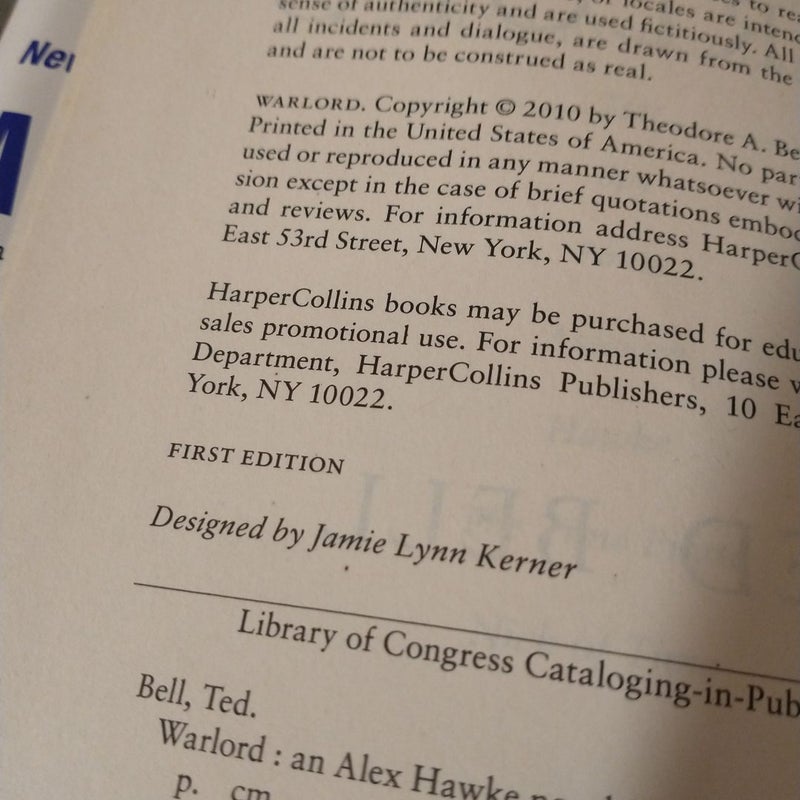 New
M
sense of authenticity and are used fictitiously. All
all incidents and dialogue, are drawn from the
and are not to be construed as real.
WARLORD. Copyright © 2010 by Theodore A. Be
Printed in the United States of America. No par
used or reproduced in any manner whatsoever wi
sion except in the case of brief quotations emboc
and reviews. For information address HarperC
East 53rd Street, New York, NY 10022.
HarperCollins books may be purchased for edu
sales promotional use. For information please v
Department, HarperCollins Publishers, 10 Ea
York, NY 10022.
FIRST EDITION
Designed by Jamie Lynn Kerner
Library of Congress Cataloging-in-Pub
Bell, Ted.
Warlord : an Alex Hawke
p. cm